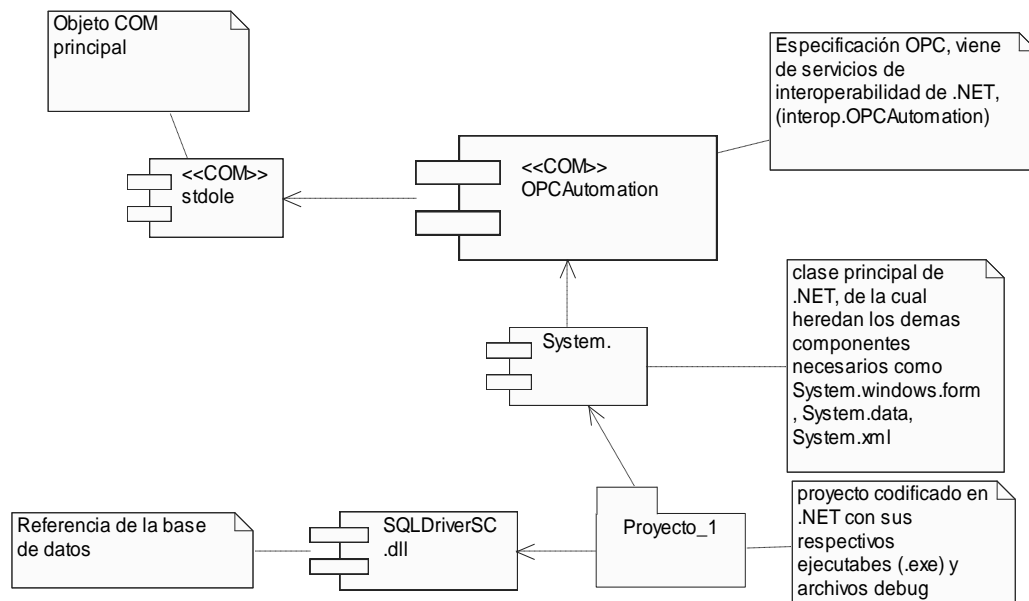 Objeto COM
principal
Especificación OPC, viene
de servicios de
interoperabilidad de .NET,
(interop.OPCAutomation)
<<COM>>
stdole
<<COM>>
OPCAutomation
clase principal de
.NET, de la cual
heredan los demas
componentes
necesarios como
System.windows.form
, System.data,
System.xml
System.
Referencia de la base
de datos
SQLDriverSC
.dll
Proyecto_1
proyecto codificado en
.NET con sus
respectivos
ejecutabes (.exe) y
archivos debug